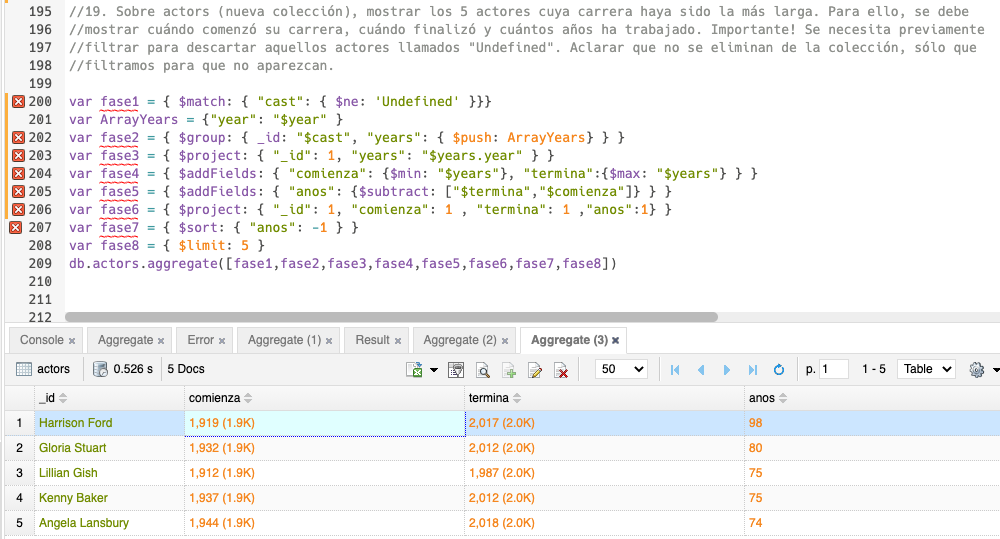 195 //19. Sobre actors (nueva colección), mostrar los 5 actores cuya carrera haya sido la más larga. Para ello, se debe
196 //mostrar cuándo comenzó su carrera, cuándo finalizó y cuántos años ha trabajado. Importante! Se necesita previamente
197 //filtrar para descartar aquellos actores llamados "Undefined". Aclarar que no se eliminan de la colección, sólo que
198 //filtramos para que no aparezcan.
199
200 var fase1 = { $match: { "cast": { $ne: 'Undefined' }}}
201 var ArrayYears = {"year": "$year" }
202 var fase2 = { $group: { _id: "$cast", "years": { $push: ArrayYears} } }
203 var fase3 = { $project: { "_id": 1, "years": "$years.year" } }
204 var fase4 = { $addFields: { "comienza": {$min: "$years"}, "termina":{$max: "$years"} } }
205 var fase5 = { $addFields: { "anos": {$subtract: ["$termina","$comienza"]} } }
206 var fase6 = { $project: { "_id": 1, "comienza": 1 , "termina": 1 ,"anos":1} }
207 var fase7 = { $sort: { "anos": -1 } }
208 var fase8 = { $limit: 5 }
209 db.actors.aggregate([fase1,fase2,fase3,fase4,fase5,fase6,fase7,fase8])
210
211
212
Console × Aggregate × Error × Aggregate (1) × Result × Aggregate (2) × Aggregate (3) ×
actors 0.526 s 5 Docs 50 p. 1 1 - 5 Table
_id comienza termina anos
1 Harrison Ford 1,919 (1.9K) 2,017 (2.0K) 98
2 Gloria Stuart 1,932 (1.9K) 2,012 (2.0K) 80
3 Lillian Gish 1,912 (1.9K) 1,987 (2.0K) 75
4 Kenny Baker 1,937 (1.9K) 2,012 (2.0K) 75
5 Angela Lansbury 1,944 (1.9K) 2,018 (2.0K) 74